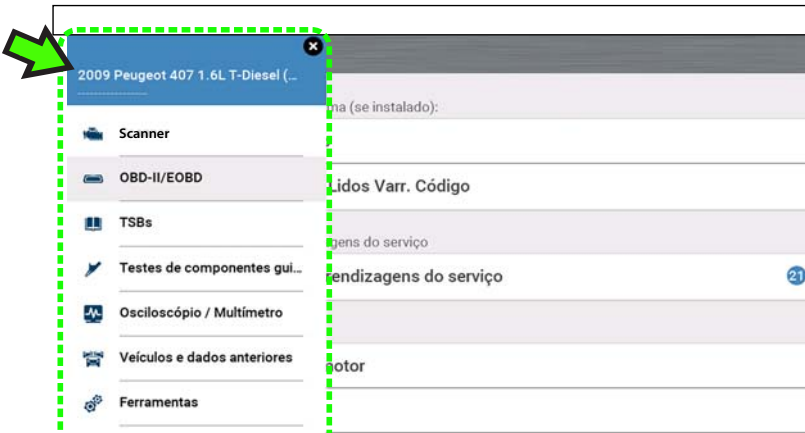 2009 Peugeot 407 1.6L T-Diesel (...
Scanner
OBD-II/EOBD
TSBs
Testes de componentes gui...
Osciloscópio / Multímetro
Veículos e dados anteriores
Ferramentas
ma (se instalado):
Lidos Varr. Código
gens do serviço
rendizagens do serviço
21
otor